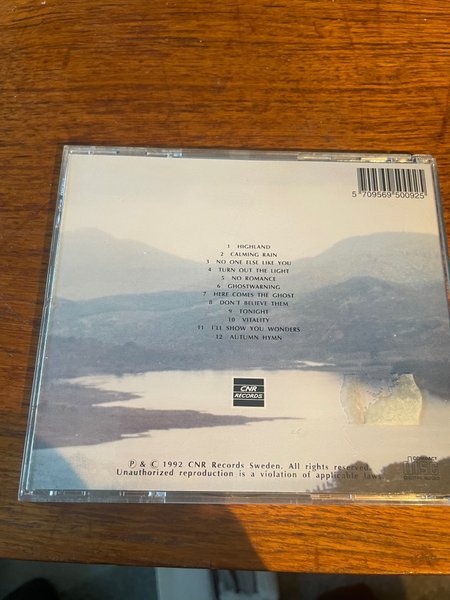 5 709569 500925
1 HIGHLAND
2 CALMING RAIN
3 NO ONE ELSE LIKE YOU
4 TURN OUT THE LIGHT
5 NO ROMANCE
6 GHOSTWARNING
7 HERE COMES THE GHOST
8 DON'T BELIEVE THEM
9 TONIGHT
10 VITALITY
11 I'LL SHOW YOU WONDERS
12 AUTUMN HYMN
CNR
RECORDS
℗ & © 1992 CNR Records Sweden. All rights reserved.
Unauthorized reproduction is a violation of applicable laws
COMPACT
disc
DIGITAL AUDIO